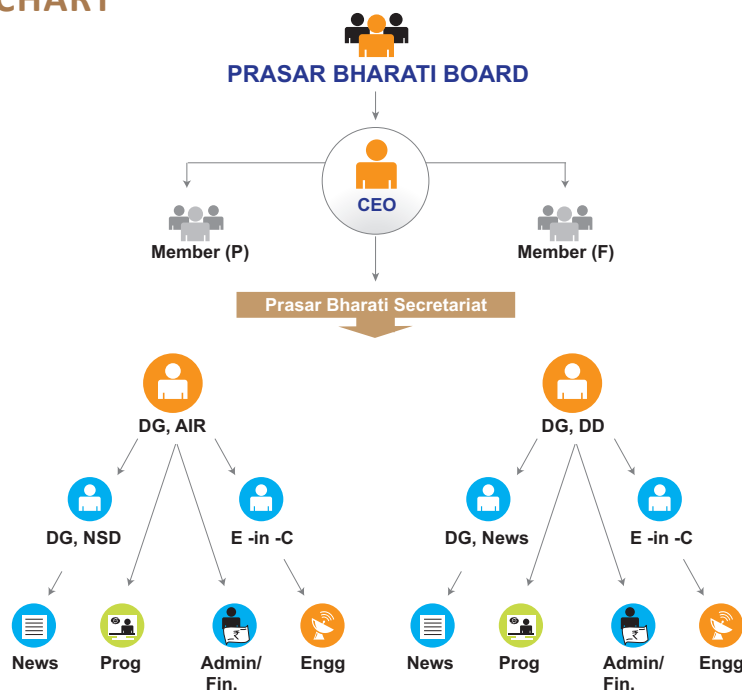 CHART
PRASAR BHARATI BOARD
CEO
Member (P)
Member (F)
Prasar Bharati Secretariat
DG, AIR
DG, DD
DG, NSD
E -in -C
DG, News
E -in -C
News
Prog
Admin/
Fin.
Engg
News
Prog
Admin/
Fin.
Engg